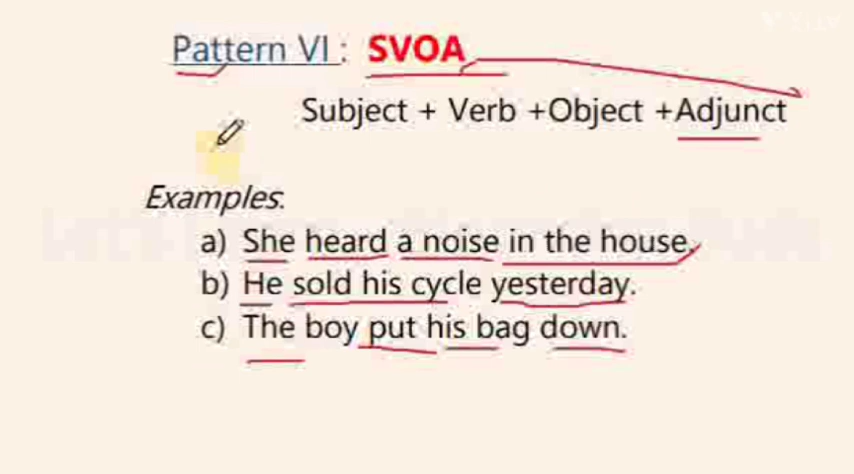 Pattern VI : SVOA
Subject + Verb +Object +Adjunct
Examples:
a) She heard a noise in the house.
b) He sold his cycle yesterday.
c) The boy put his bag down.